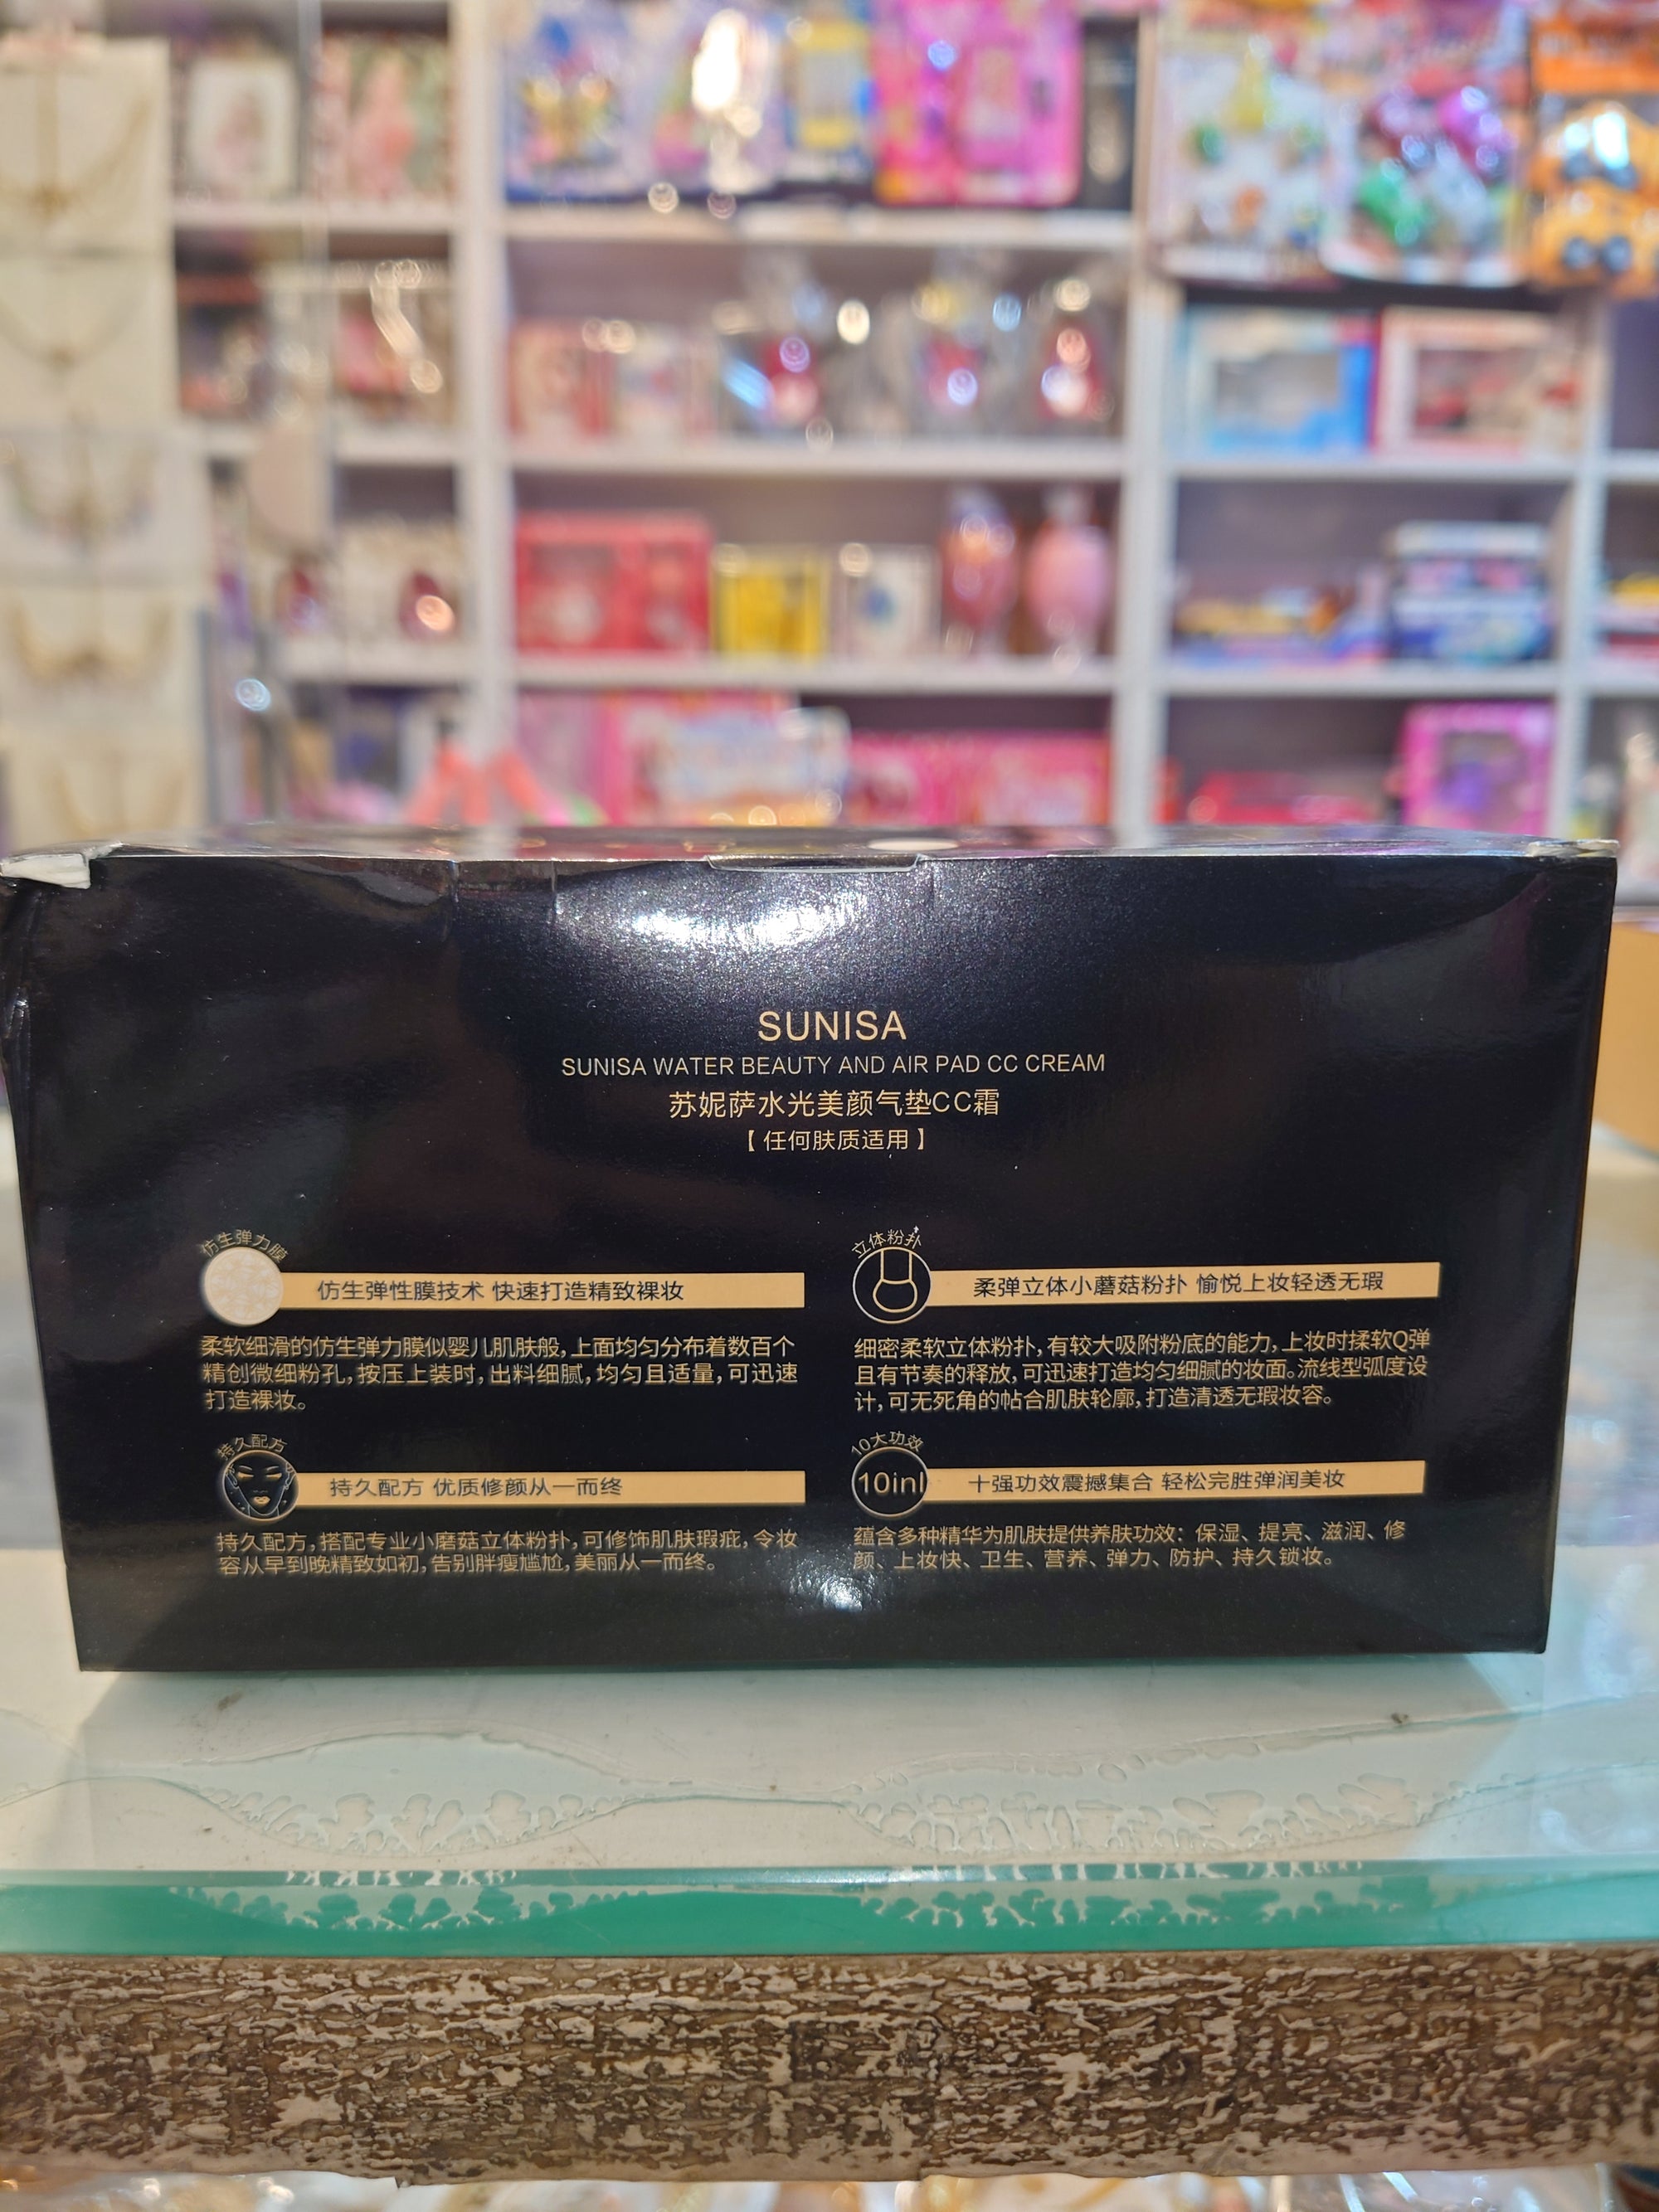 SUNISA
SUNISA WATER BEAUTY AND AIR PAD CC CREAM
苏妮萨水光美颜气垫CC霜
【任何肤质适用】
仿生弹力膜
仿生弹性膜技术 快速打造精致裸妆
柔软细滑的仿生弹力膜似婴儿肌肤般,上面均匀分布着数百个
精创微细粉孔,按压上装时,出料细腻,均匀且适量,可迅速
打造裸妆。
立体粉扑
柔弹立体小蘑菇粉扑 愉悦上妆轻透无瑕
细密柔软立体粉扑,有较大吸附粉底的能力,上妆时揉软Q弹
且有节奏的释放,可迅速打造均匀细腻的妆面。流线型弧度设
计,可无死角的帖合肌肤轮廓,打造清透无瑕妆容。
持久配方
持久配方 优质修颜从一而终
持久配方,搭配专业小蘑菇立体粉扑,可修饰肌肤瑕疵,令妆
容从早到晚精致如初,告别胖瘦尴尬,美丽从一而终。
10大功效
10in1
十强功效震撼集合 轻松完胜弹润美妆
蕴含多种精华为肌肤提供养肤功效：保湿、提亮、滋润、修
颜、上妆快、卫生、营养、弹力、防护、持久锁妆。